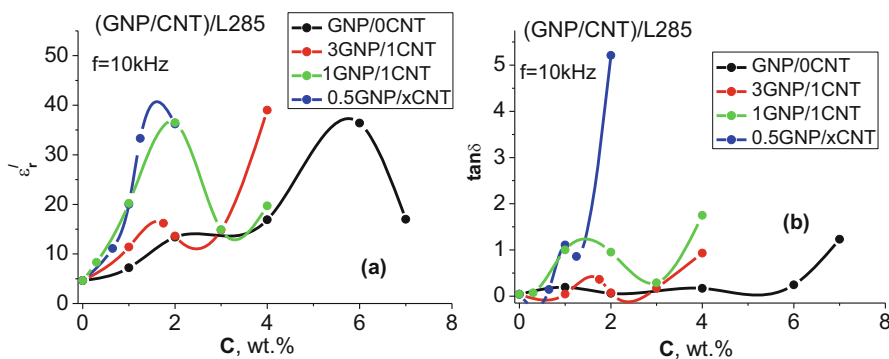 (GNP/CNT)/L285
f=10kHz
GNP/0CNT
3GNP/1CNT
1GNP/1CNT
0.5GNP/xCNT
ε_r^/
50
40
30
20
10
0
0
2
4
6
8
C, wt.%
(a)
(GNP/CNT)/L285
f=10kHz
GNP/0CNT
3GNP/1CNT
1GNP/1CNT
0.5GNP/xCNT
tanδ
5
4
3
2
1
0
0
2
4
6
8
C, wt.%
(b)